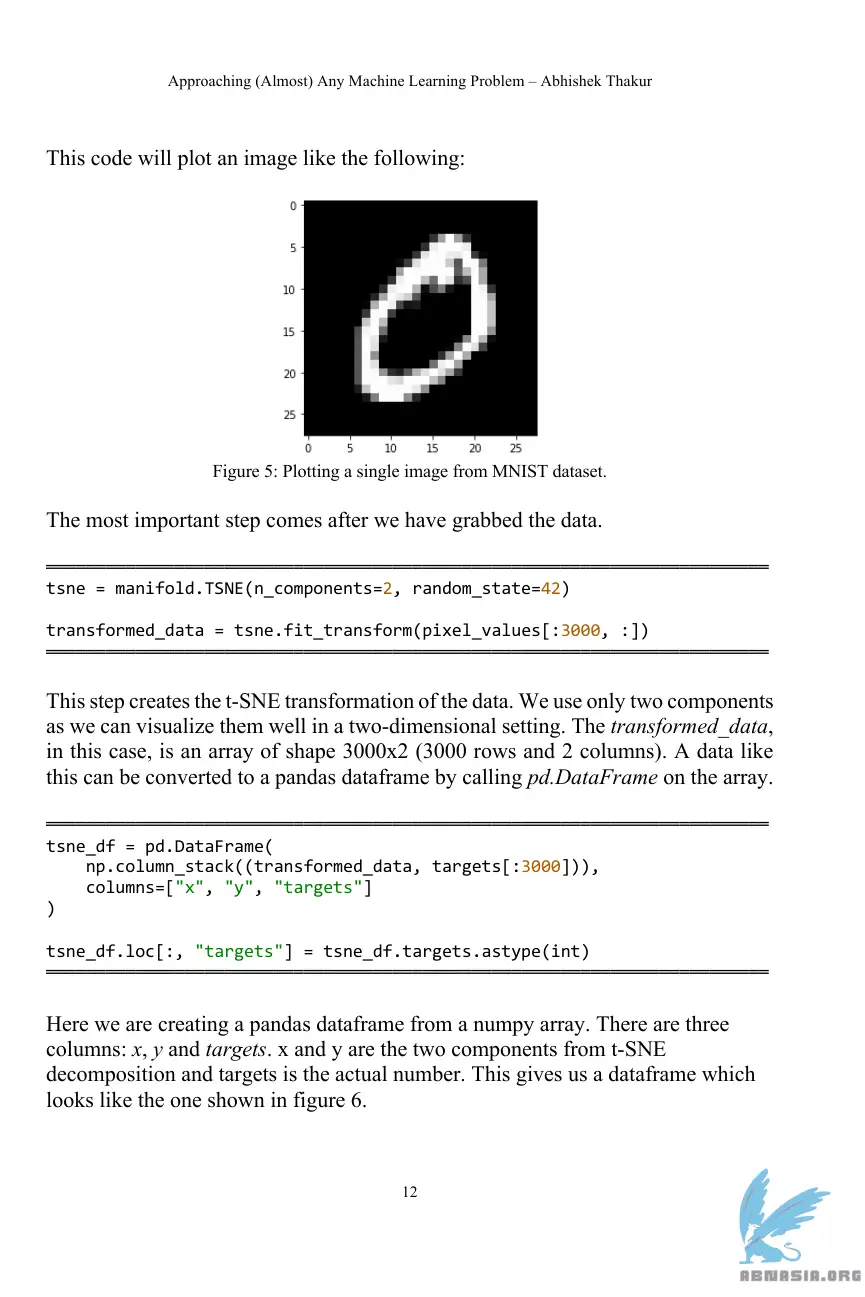 Approaching (Almost) Any Machine Learning Problem – Abhishek Thakur
This code will plot an image like the following:
0
5
10
15
20
25
0 5 10 15 20 25
Figure 5: Plotting a single image from MNIST dataset.
The most important step comes after we have grabbed the data.
tsne = manifold.TSNE(n_components=2, random_state=42)
transformed_data = tsne.fit_transform(pixel_values[:3000, :])
This step creates the t-SNE transformation of the data. We use only two components
as we can visualize them well in a two-dimensional setting. The transformed_data,
in this case, is an array of shape 3000x2 (3000 rows and 2 columns). A data like
this can be converted to a pandas dataframe by calling pd.DataFrame on the array.
tsne_df = pd.DataFrame(
    np.column_stack((transformed_data, targets[:3000])),
    columns=["x", "y", "targets"]
)
tsne_df.loc[:, "targets"] = tsne_df.targets.astype(int)
Here we are creating a pandas dataframe from a numpy array. There are three
columns: x, y and targets. x and y are the two components from t-SNE
decomposition and targets is the actual number. This gives us a dataframe which
looks like the one shown in figure 6.
12
ABNASIA.ORG